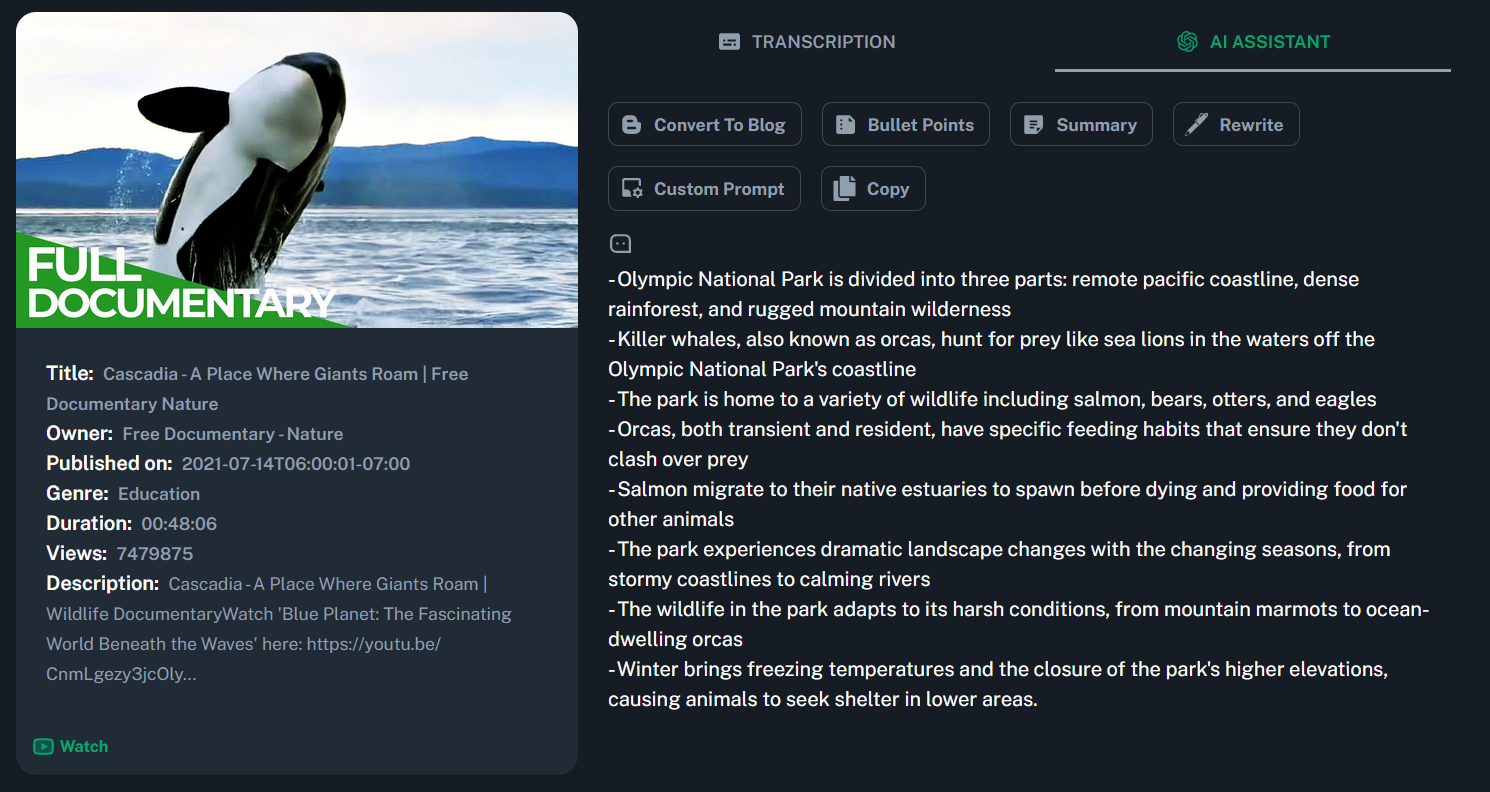 FULL
DOCUMENTARY
Title: Cascadia - A Place Where Giants Roam | Free
Documentary Nature
Owner: Free Documentary - Nature
Published on: 2021-07-14T06:00:01-07:00
Genre: Education
Duration: 00:48:06
Views: 7479875
Description: Cascadia - A Place Where Giants Roam |
Wildlife DocumentaryWatch 'Blue Planet: The Fascinating
World Beneath the Waves' here: https://youtu.be/
CnmLgezy3jcOly...
Watch
TRANSCRIPTION
AI ASSISTANT
Convert To Blog
Bullet Points
Summary
Rewrite
Custom Prompt
Copy
- Olympic National Park is divided into three parts: remote pacific coastline, dense
rainforest, and rugged mountain wilderness
- Killer whales, also known as orcas, hunt for prey like sea lions in the waters off the
Olympic National Park's coastline
- The park is home to a variety of wildlife including salmon, bears, otters, and eagles
- Orcas, both transient and resident, have specific feeding habits that ensure they don't
clash over prey
- Salmon migrate to their native estuaries to spawn before dying and providing food for
other animals
- The park experiences dramatic landscape changes with the changing seasons, from
stormy coastlines to calming rivers
- The wildlife in the park adapts to its harsh conditions, from mountain marmots to ocean-
dwelling orcas
- Winter brings freezing temperatures and the closure of the park's higher elevations,
causing animals to seek shelter in lower areas.